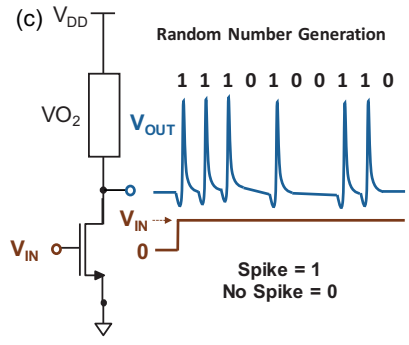 (c)
V_DD
Random Number Generation
1 1 1 0 1 0 0 1 1 0
VO₂
V_OUT
V_IN
V_IN
0
Spike = 1
No Spike = 0